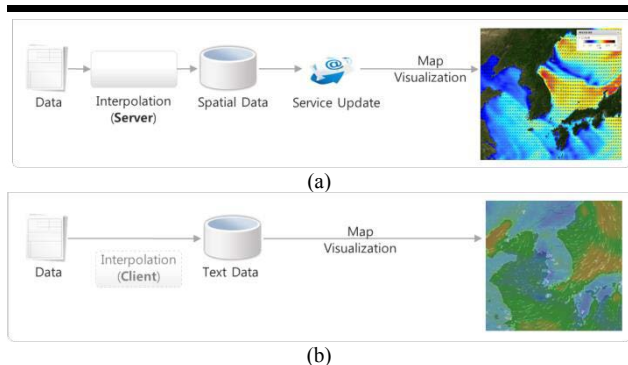 Map
Visualization
Data
Interpolation
(Server)
Spatial Data
Service Update
(a)
Map
Visualization
Interpolation
(Client)
Data
Text Data
(b)